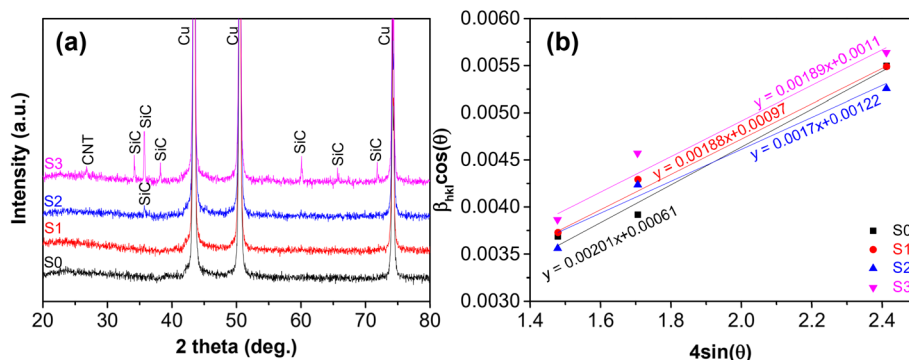 (a)
Cu
Cu
Cu
CNT
SiC
SiC
SiC
SiC
SiC
SiC
S3
SiC
S2
S1
S0
Intensity (a.u.)
20 30 40 50 60 70 80
2 theta (deg.)
(b)
0.0060
0.0055
0.0050
0.0045
0.0040
0.0035
0.0030
βhklcos(θ)
y = 0.00189x+0.0011
y = 0.00188x+0.00097
y = 0.0017x+0.00122
y = 0.00201x+0.00061
S0
S1
S2
S3
1.4 1.6 1.8 2.0 2.2 2.4
4sin(θ)